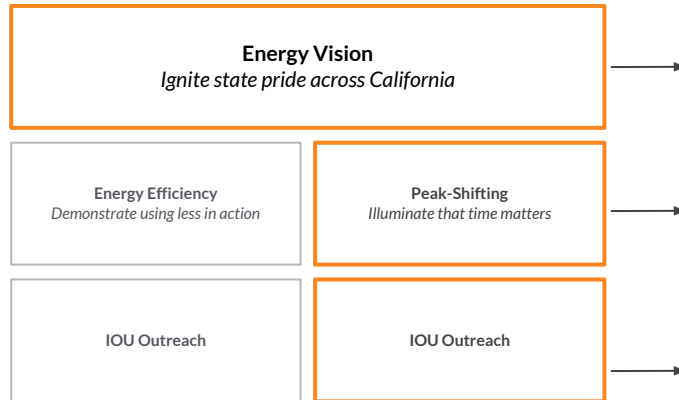 Energy Vision
Ignite state pride across California
Energy Efficiency
Demonstrate using less in action
Peak-Shifting
Illuminate that time matters
IOU Outreach
IOU Outreach